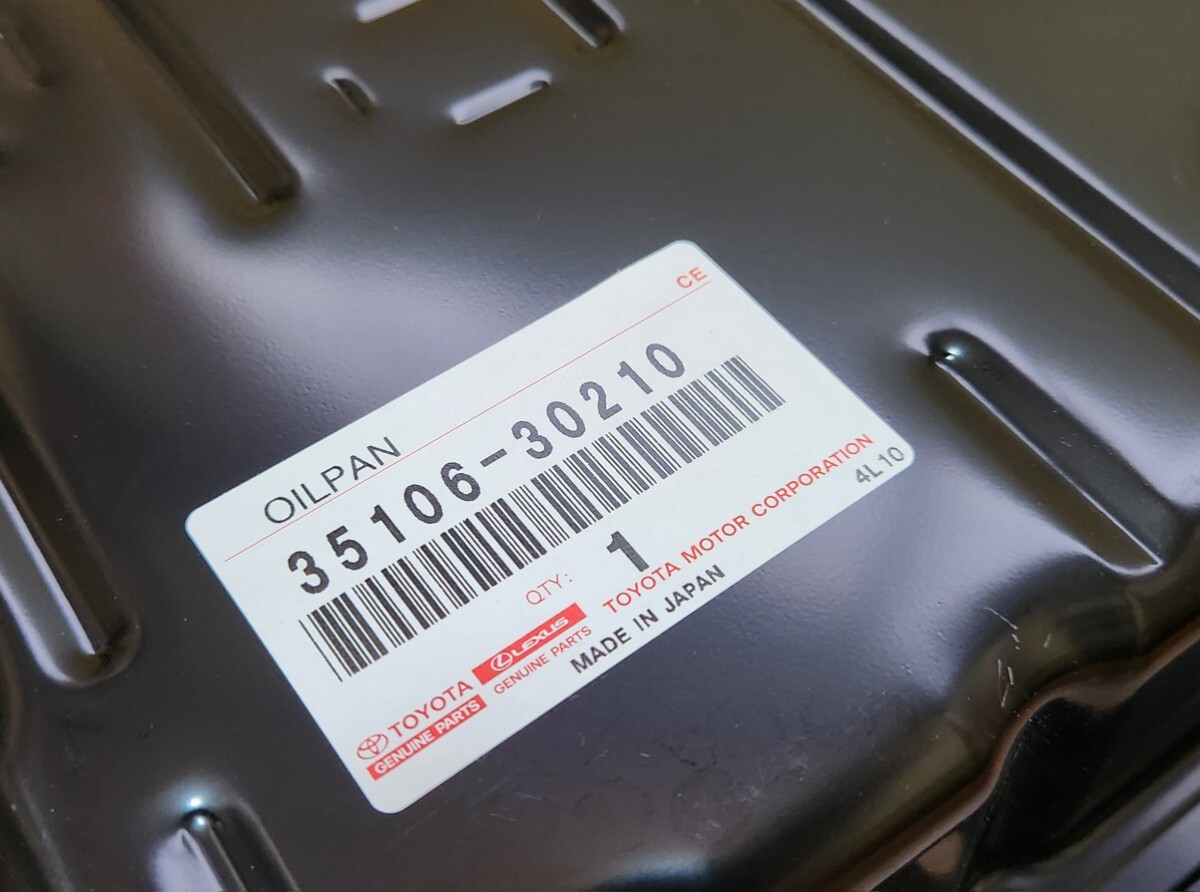 CE
OILPAN
35106-30210
QTY: 1
TOYOTA
GENUINE PARTS
LEXUS
GENUINE PARTS
TOYOTA MOTOR CORPORATION
MADE IN JAPAN
4L10